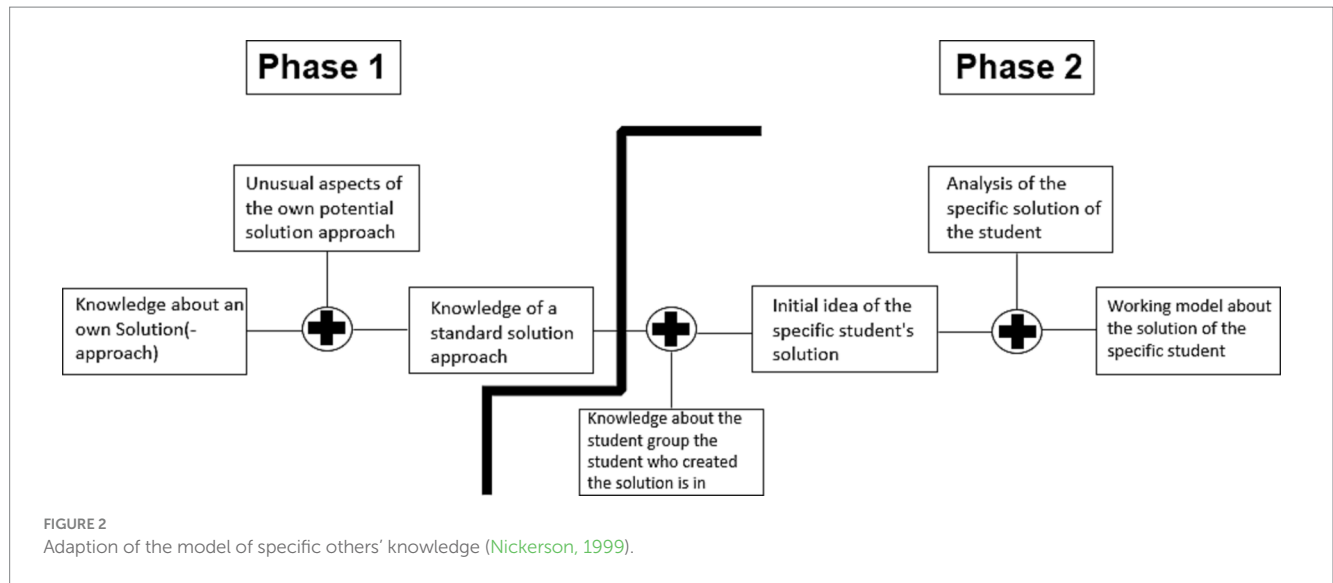 Phase 1
Phase 2
Unusual aspects of
the own potential
solution approach
Analysis of the
specific solution of
the student
Knowledge about an
own Solution(-
approach)
Knowledge of a
standard solution
approach
Initial idea of the
specific student's
solution
Working model about
the solution of the
specific student
Knowledge about the
student group the
student who created
the solution is in
FIGURE 2
Adaption of the model of specific others' knowledge (Nickerson, 1999).